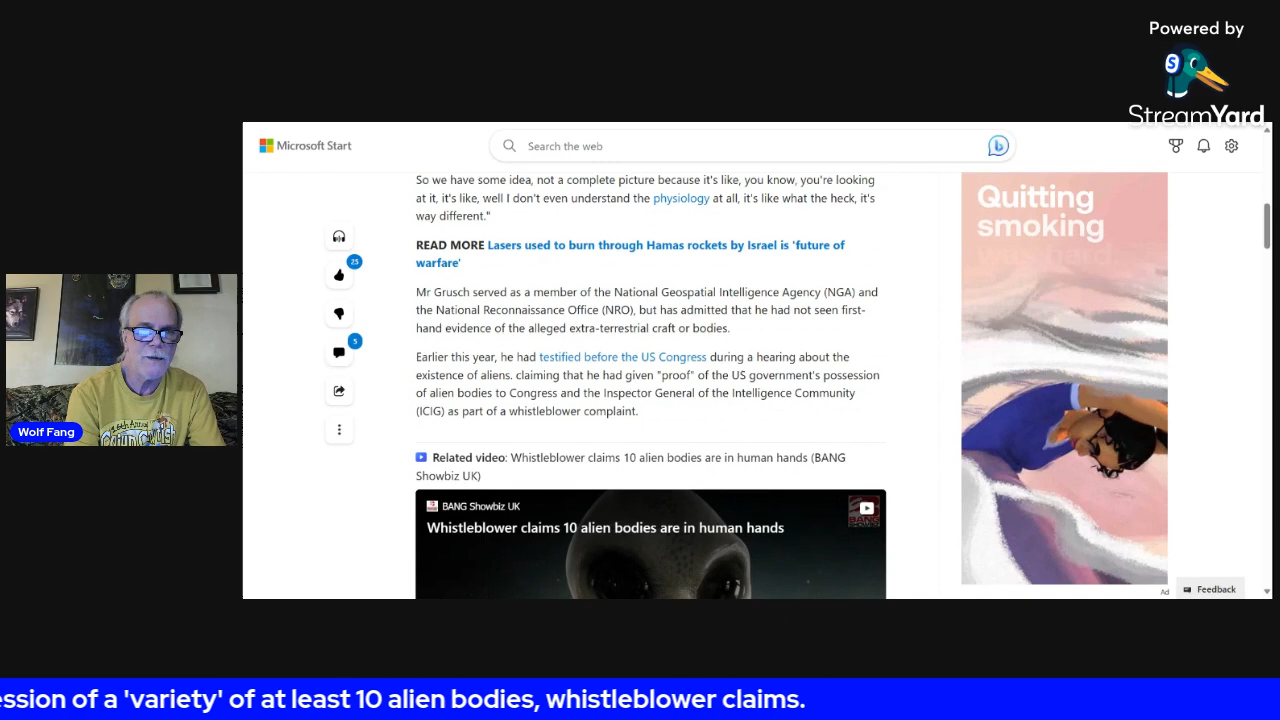 Powered by
S
StreamYard
Microsoft Start
Search the web
b
So we have some idea, not a complete picture because it's like, you know, you're looking
at it, it's like, well I don't even understand the physiology at all, it's like what the heck, it's
way different."
READ MORE Lasers used to burn through Hamas rockets by Israel is 'future of
warfare'
Mr Grusch served as a member of the National Geospatial Intelligence Agency (NGA) and
the National Reconnaissance Office (NRO), but has admitted that he had not seen first-
hand evidence of the alleged extra-terrestrial craft or bodies.
Earlier this year, he had testified before the US Congress during a hearing about the
existence of aliens. claiming that he had given "proof" of the US government's possession
of alien bodies to Congress and the Inspector General of the Intelligence Community
(ICIG) as part of a whistleblower complaint.
Related video: Whistleblower claims 10 alien bodies are in human hands (BANG
Showbiz UK)
BANG Showbiz UK
Whistleblower claims 10 alien bodies are in human hands
BANG
23
5
Quitting
smoking
was hard.
Ad
Feedback
Wolf Fang
ession of a 'variety' of at least 10 alien bodies, whistleblower claims.